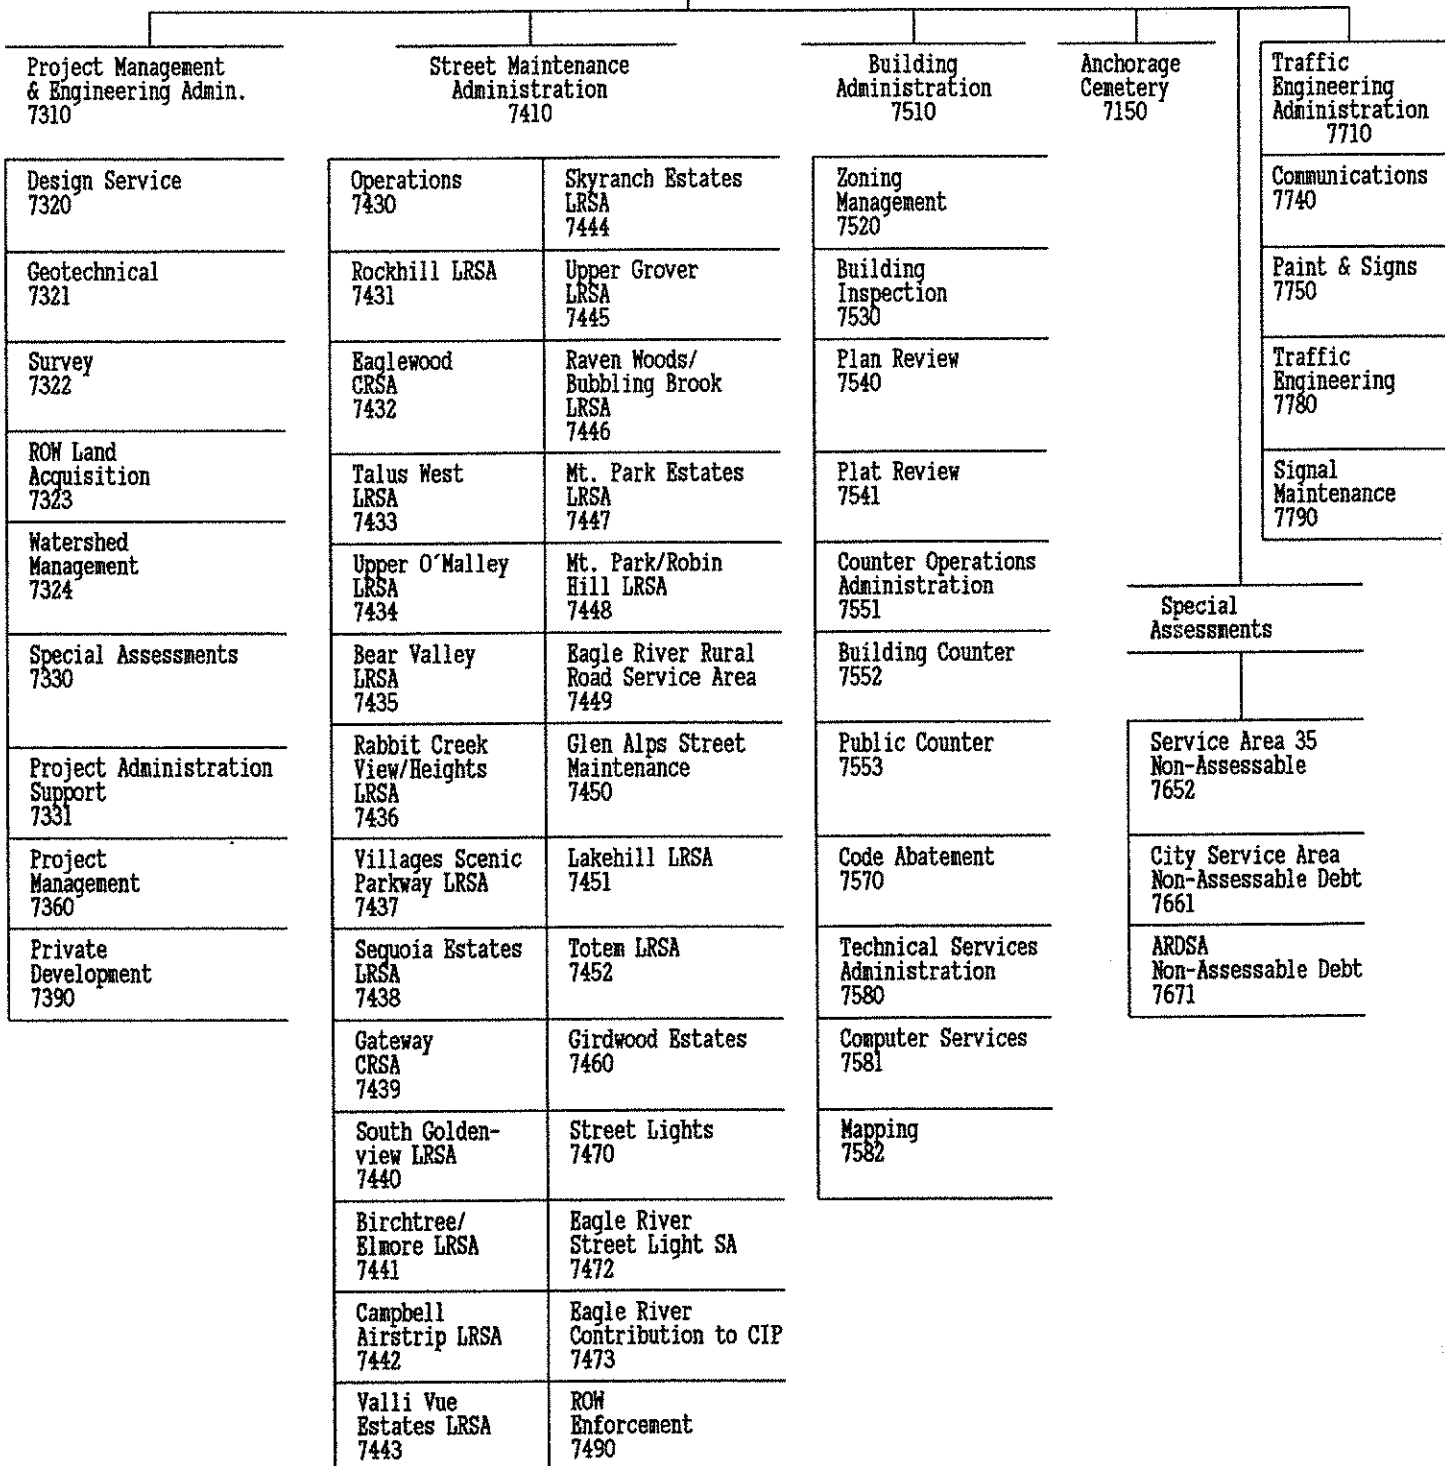 Project Management
& Engineering Admin.
7310
Design Service
7320
Geotechnical
7321
Survey
7322
ROW Land
Acquisition
7323
Watershed
Management
7324
Special Assessments
7330
Project Administration
Support
7331
Project
Management
7360
Private
Development
7390
Street Maintenance
Administration
7410
Operations
7430
Rockhill LRSA
7431
Eaglewood
CRSA
7432
Talus West
LRSA
7433
Upper O'Malley
LRSA
7434
Bear Valley
LRSA
7435
Rabbit Creek
View/Heights
LRSA
7436
Villages Scenic
Parkway LRSA
7437
Sequoia Estates
LRSA
7438
Gateway
CRSA
7439
South Golden-
view LRSA
7440
Birchtree/
Elmore LRSA
7441
Campbell
Airstrip LRSA
7442
Valli Vue
Estates LRSA
7443
Skyranch Estates
LRSA
7444
Upper Grover
LRSA
7445
Raven Woods/
Bubbling Brook
LRSA
7446
Mt. Park Estates
LRSA
7447
Mt. Park/Robin
Hill LRSA
7448
Eagle River Rural
Road Service Area
7449
Glen Alps Street
Maintenance
7450
Lakehill LRSA
7451
Totem LRSA
7452
Girdwood Estates
7460
Street Lights
7470
Eagle River
Street Light SA
7472
Eagle River
Contribution to CIP
7473
ROW
Enforcement
7490
Building
Administration
7510
Zoning
Management
7520
Building
Inspection
7530
Plan Review
7540
Plat Review
7541
Counter Operations
Administration
7551
Building Counter
7552
Public Counter
7553
Code Abatement
7570
Technical Services
Administration
7580
Computer Services
7581
Mapping
7582
Anchorage
Cemetery
7150
Special
Assessments
Service Area 35
Non-Assessable
7652
City Service Area
Non-Assessable Debt
7661
ARDSA
Non-Assessable Debt
7671
Traffic
Engineering
Administration
7710
Communications
7740
Paint & Signs
7750
Traffic
Engineering
7780
Signal
Maintenance
7790